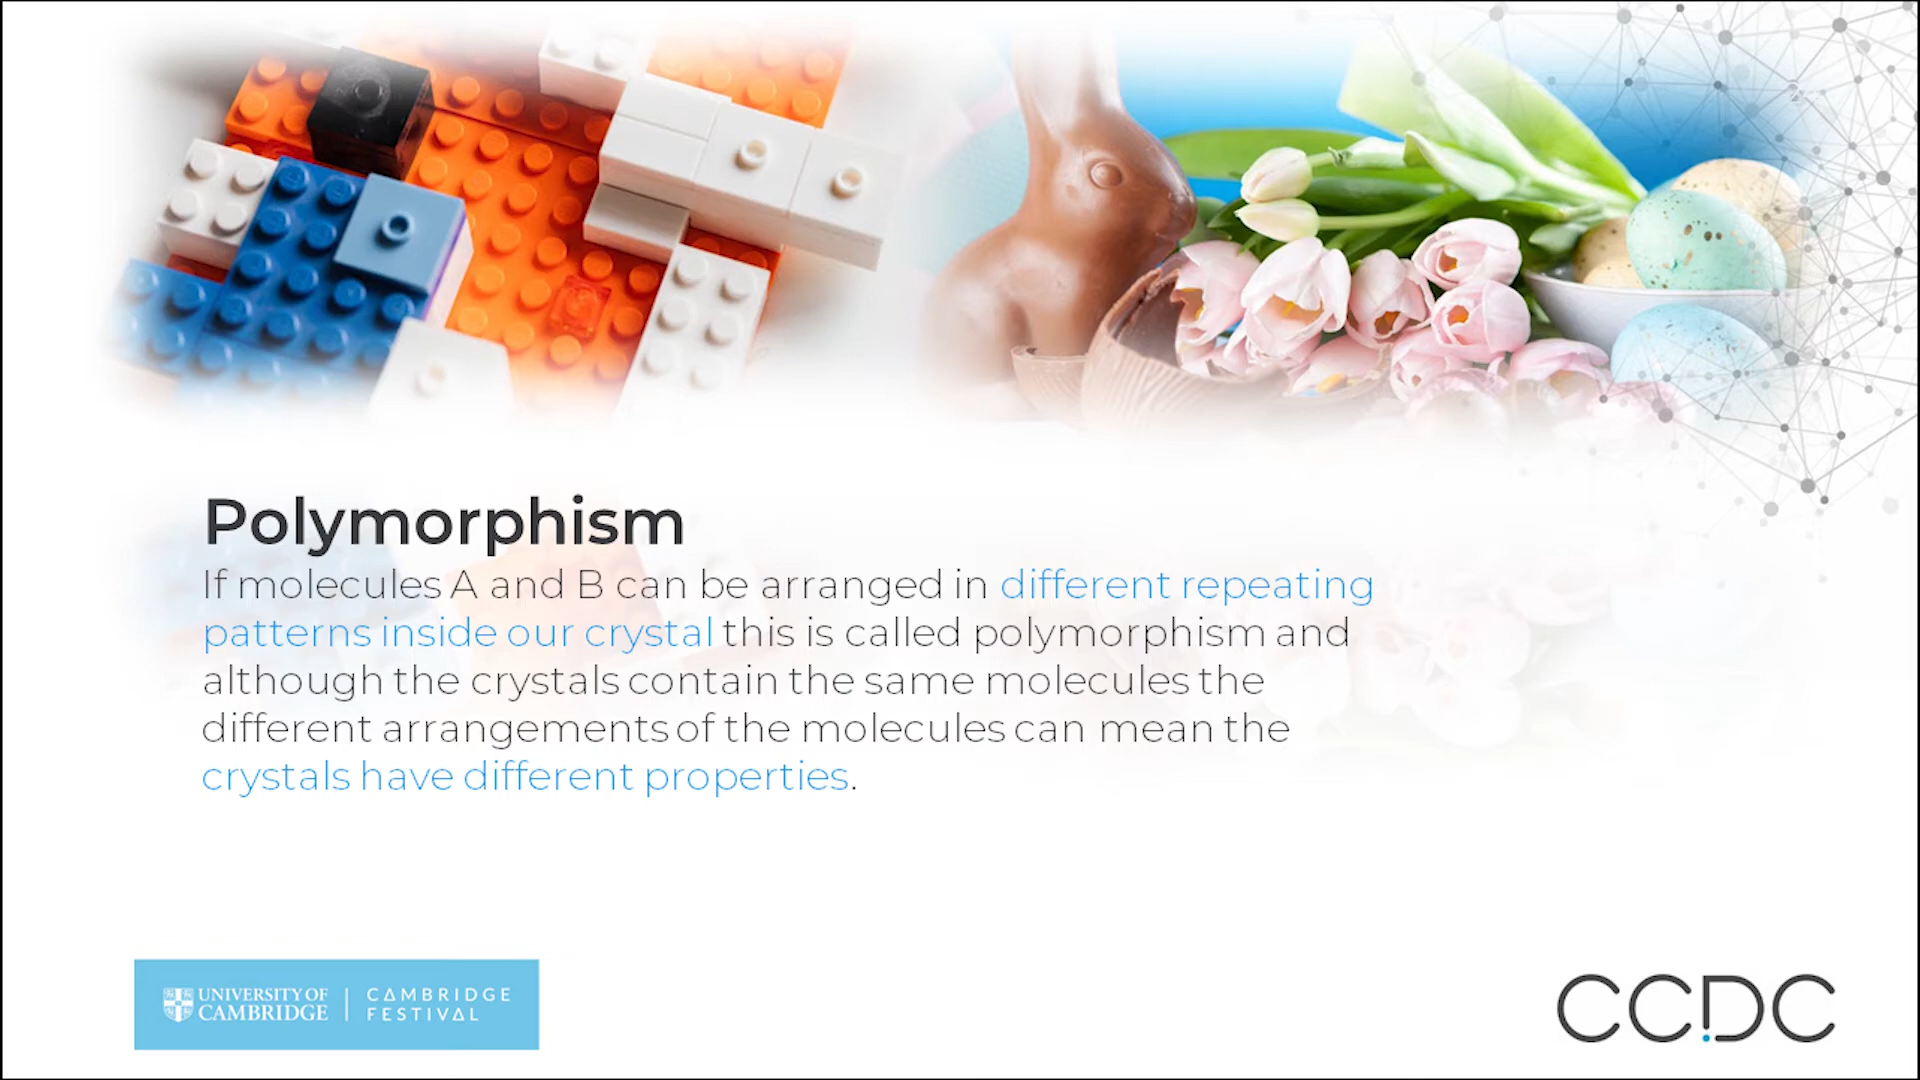 Polymorphism
If molecules A and B can be arranged in different repeating
patterns inside our crystal this is called polymorphism and
although the crystals contain the same molecules the
different arrangements of the molecules can mean the
crystals have different properties.
UNIVERSITY OF
CAMBRIDGE
CAMBRIDGE
FESTIVAL
CCDC